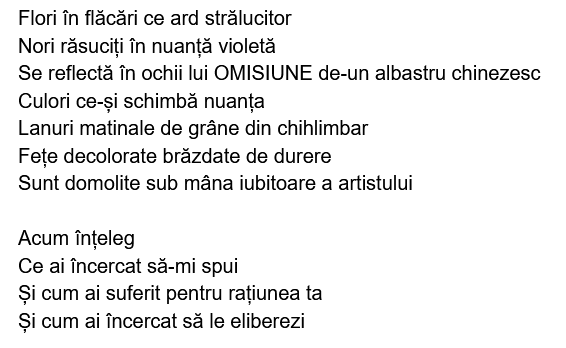 Flori în flăcări ce ard strălucitor
Nori răsuciți în nuanță violetă
Se reflectă în ochii lui OMISIUNE de-un albastru chinezesc
Culori ce-și schimbă nuanța
Lanuri matinale de grâne din chihlimbar
Fețe decolorate brăzdate de durere
Sunt domolite sub mâna iubitoare a artistului

Acum înțeleg
Ce ai încercat să-mi spui
Și cum ai suferit pentru rațiunea ta
Și cum ai încercat să le eliberezi